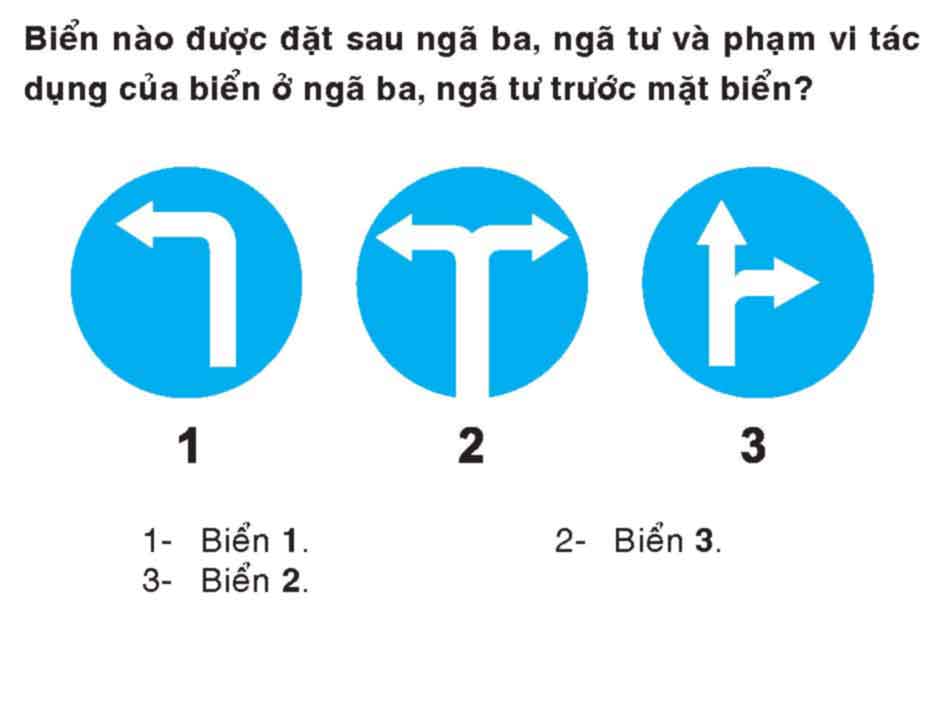 Biển nào được đặt sau ngã ba, ngã tư và phạm vi tác
dụng của biển ở ngã ba, ngã tư trước mặt biển?
1 2 3
1- Biển 1. 2- Biển 3.
3- Biển 2.